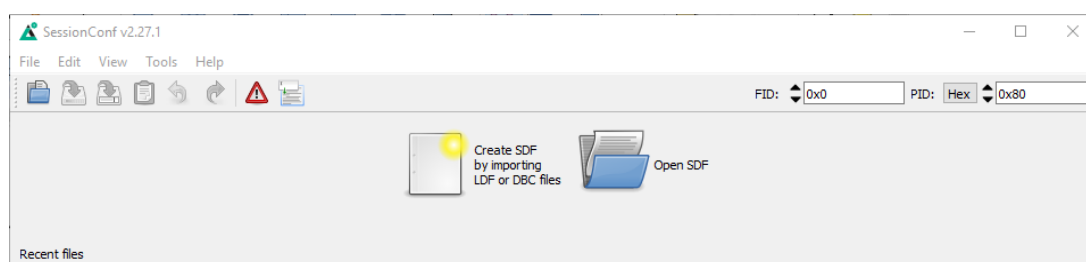 SessionConf v2.27.1
File Edit View Tools Help
FID: 0x0 PID: Hex 0x80
Create SDF
by importing
LDF or DBC files
Open SDF
Recent files